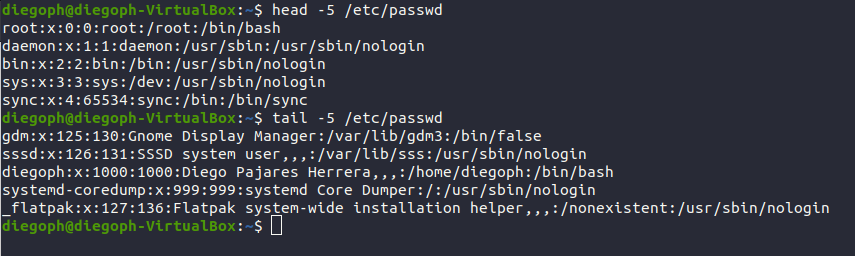 diegoph@diegoph-VirtualBox:~$ head -5 /etc/passwd
root:x:0:0:root:/root:/bin/bash
daemon:x:1:1:daemon:/usr/sbin:/usr/sbin/nologin
bin:x:2:2:bin:/bin:/usr/sbin/nologin
sys:x:3:3:sys:/dev:/usr/sbin/nologin
sync:x:4:65534:sync:/bin:/bin/sync
diegoph@diegoph-VirtualBox:~$ tail -5 /etc/passwd
gdm:x:125:130:Gnome Display Manager:/var/lib/gdm3:/bin/false
sssd:x:126:131:SSSD system user,,,:/var/lib/sss:/usr/sbin/nologin
diegoph:x:1000:1000:Diego Pajares Herrera,,,:/home/diegoph:/bin/bash
systemd-coredump:x:999:999:systemd Core Dumper:/:/usr/sbin/nologin
_flatpak:x:127:136:Flatpak system-wide installation helper,,,:/nonexistent:/usr/sbin/nologin
diegoph@diegoph-VirtualBox:~$